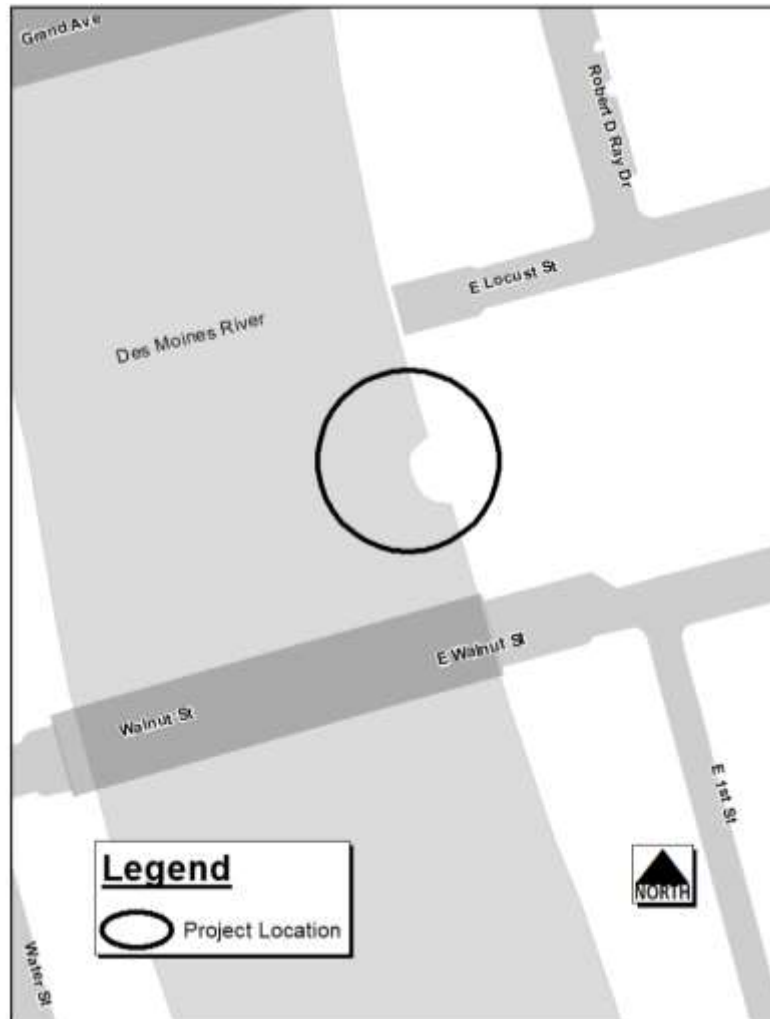 Grand Ave
Robert D Ray Dr
E Locust St
Des Moines River
E Walnut St
Walnut St
E 1st St
Legend
Project Location
NORTH
Water St